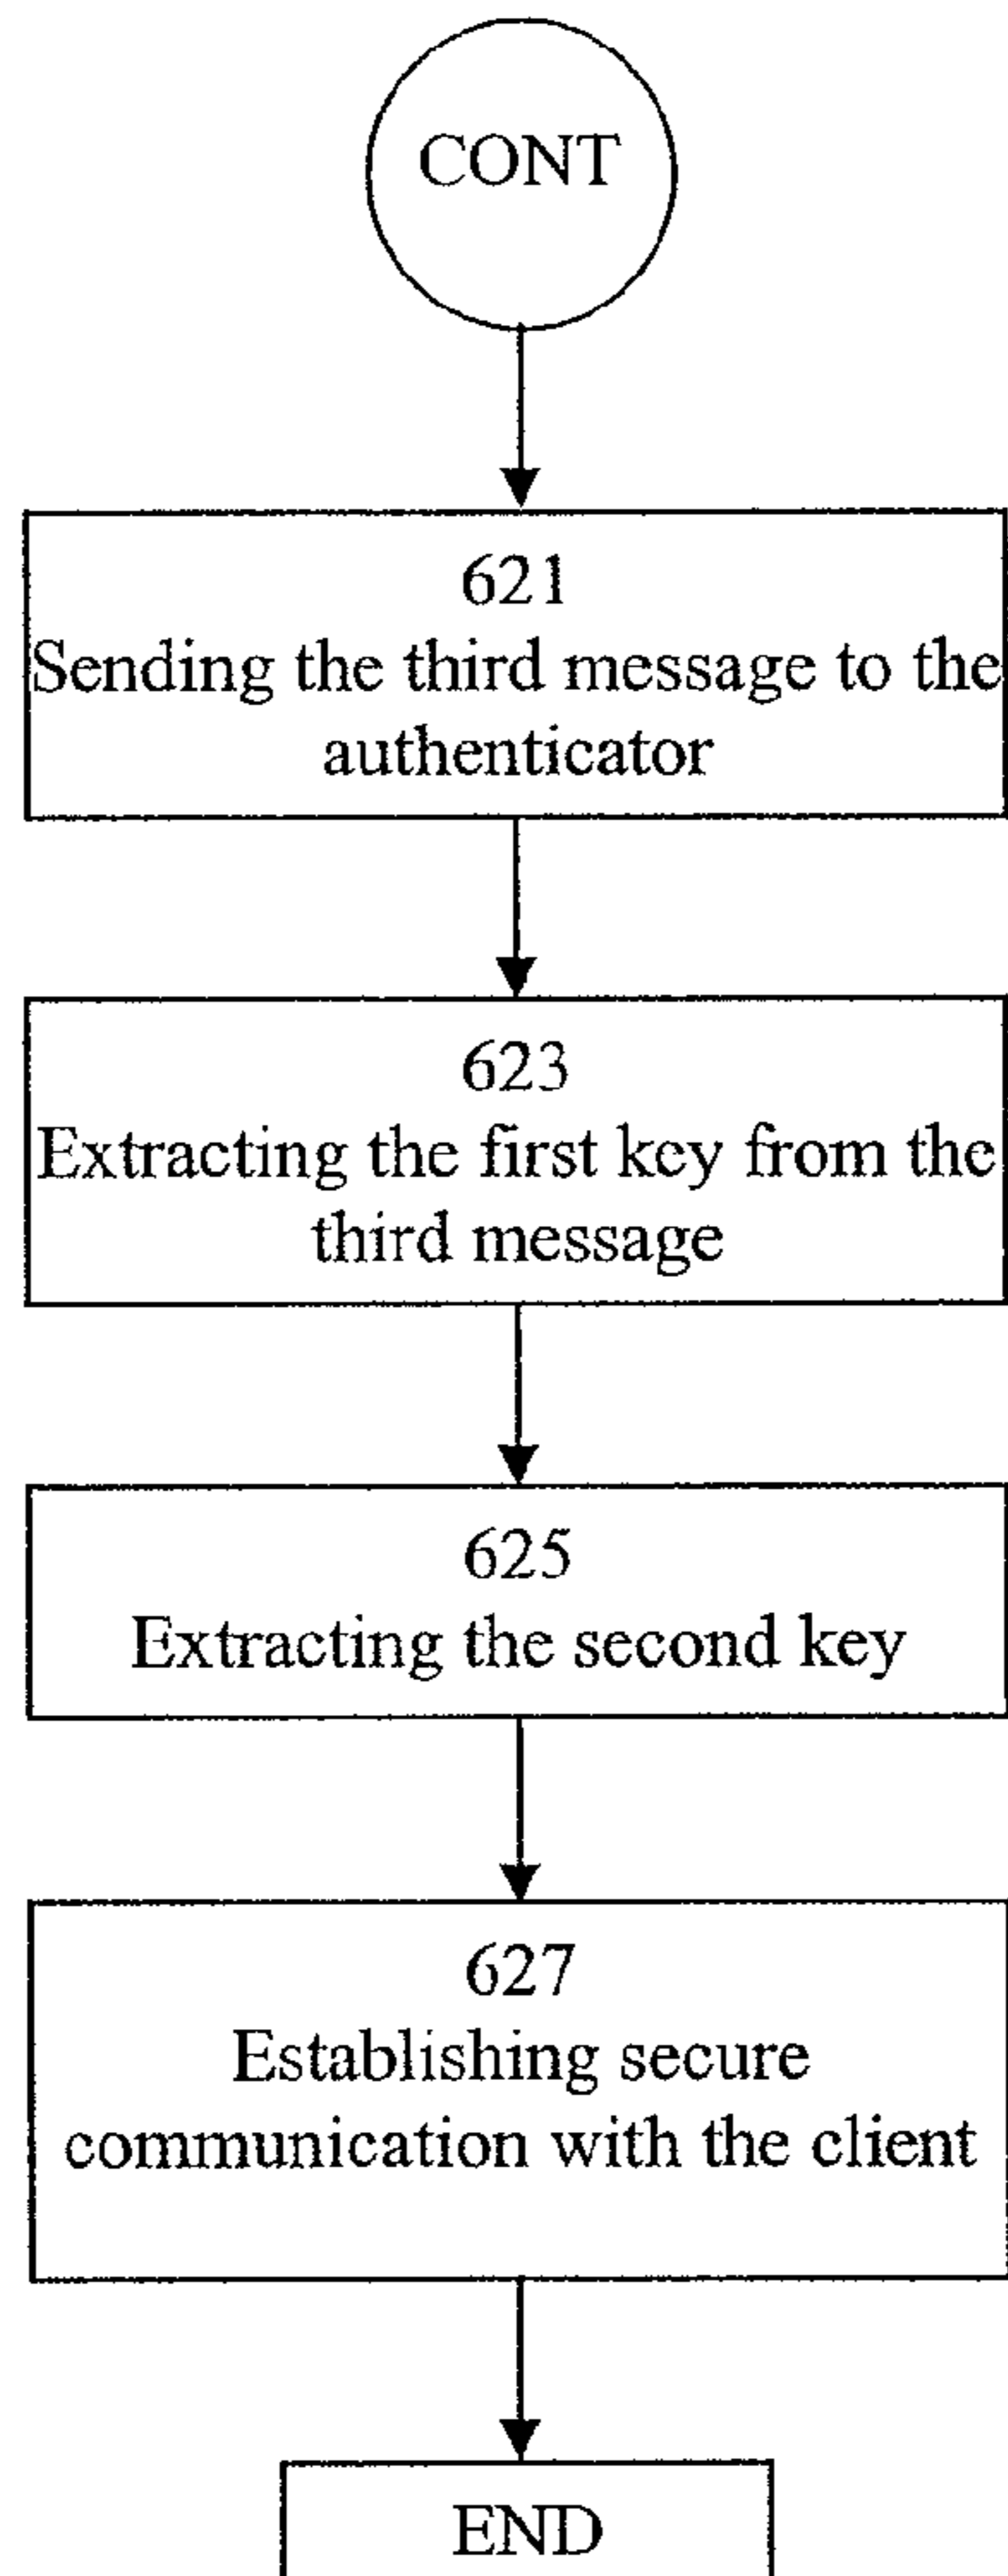 CONT
621
Sending the third message to the
authenticator
623
Extracting the first key from the
third message
625
Extracting the second key
627
Establishing secure
communication with the client
END